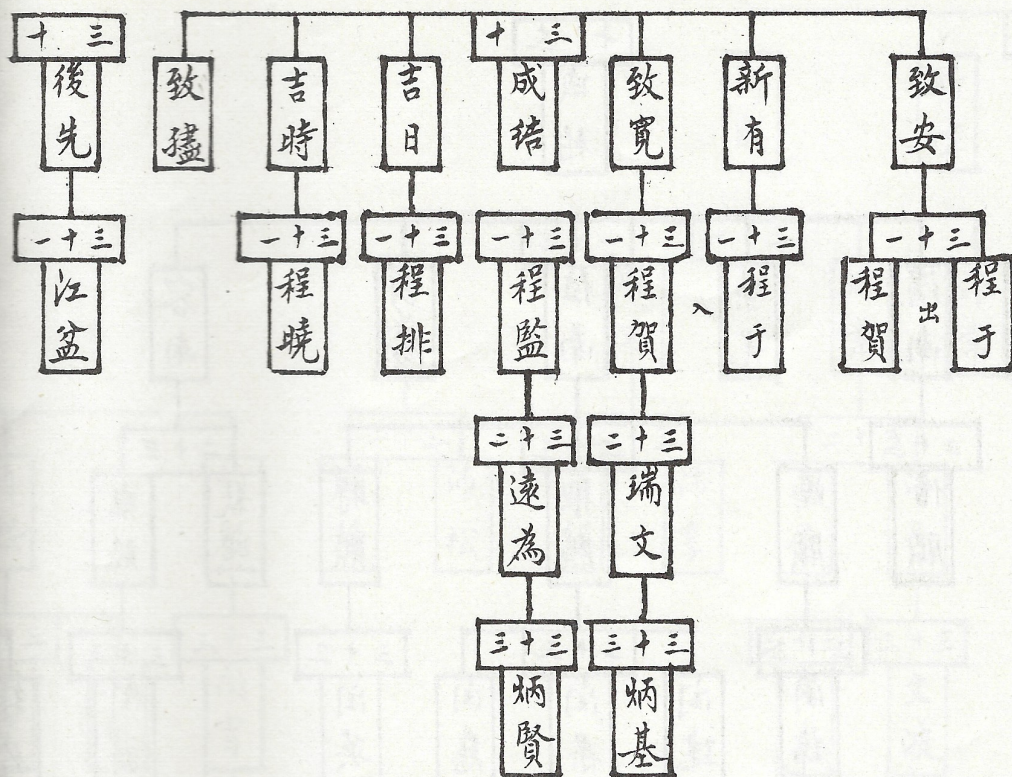 三十
三十
致安
新有
致寬
成结
吉日
吉時
致
後先
三十一
三十一
三十一
三十一
三十一
三十一
三十一
程于
出
程賀
程于
入
程賀
程監
程排
程曉
江盆
三十二
三十二
瑞文
遠為
三十三
三十三
炳基
炳賢